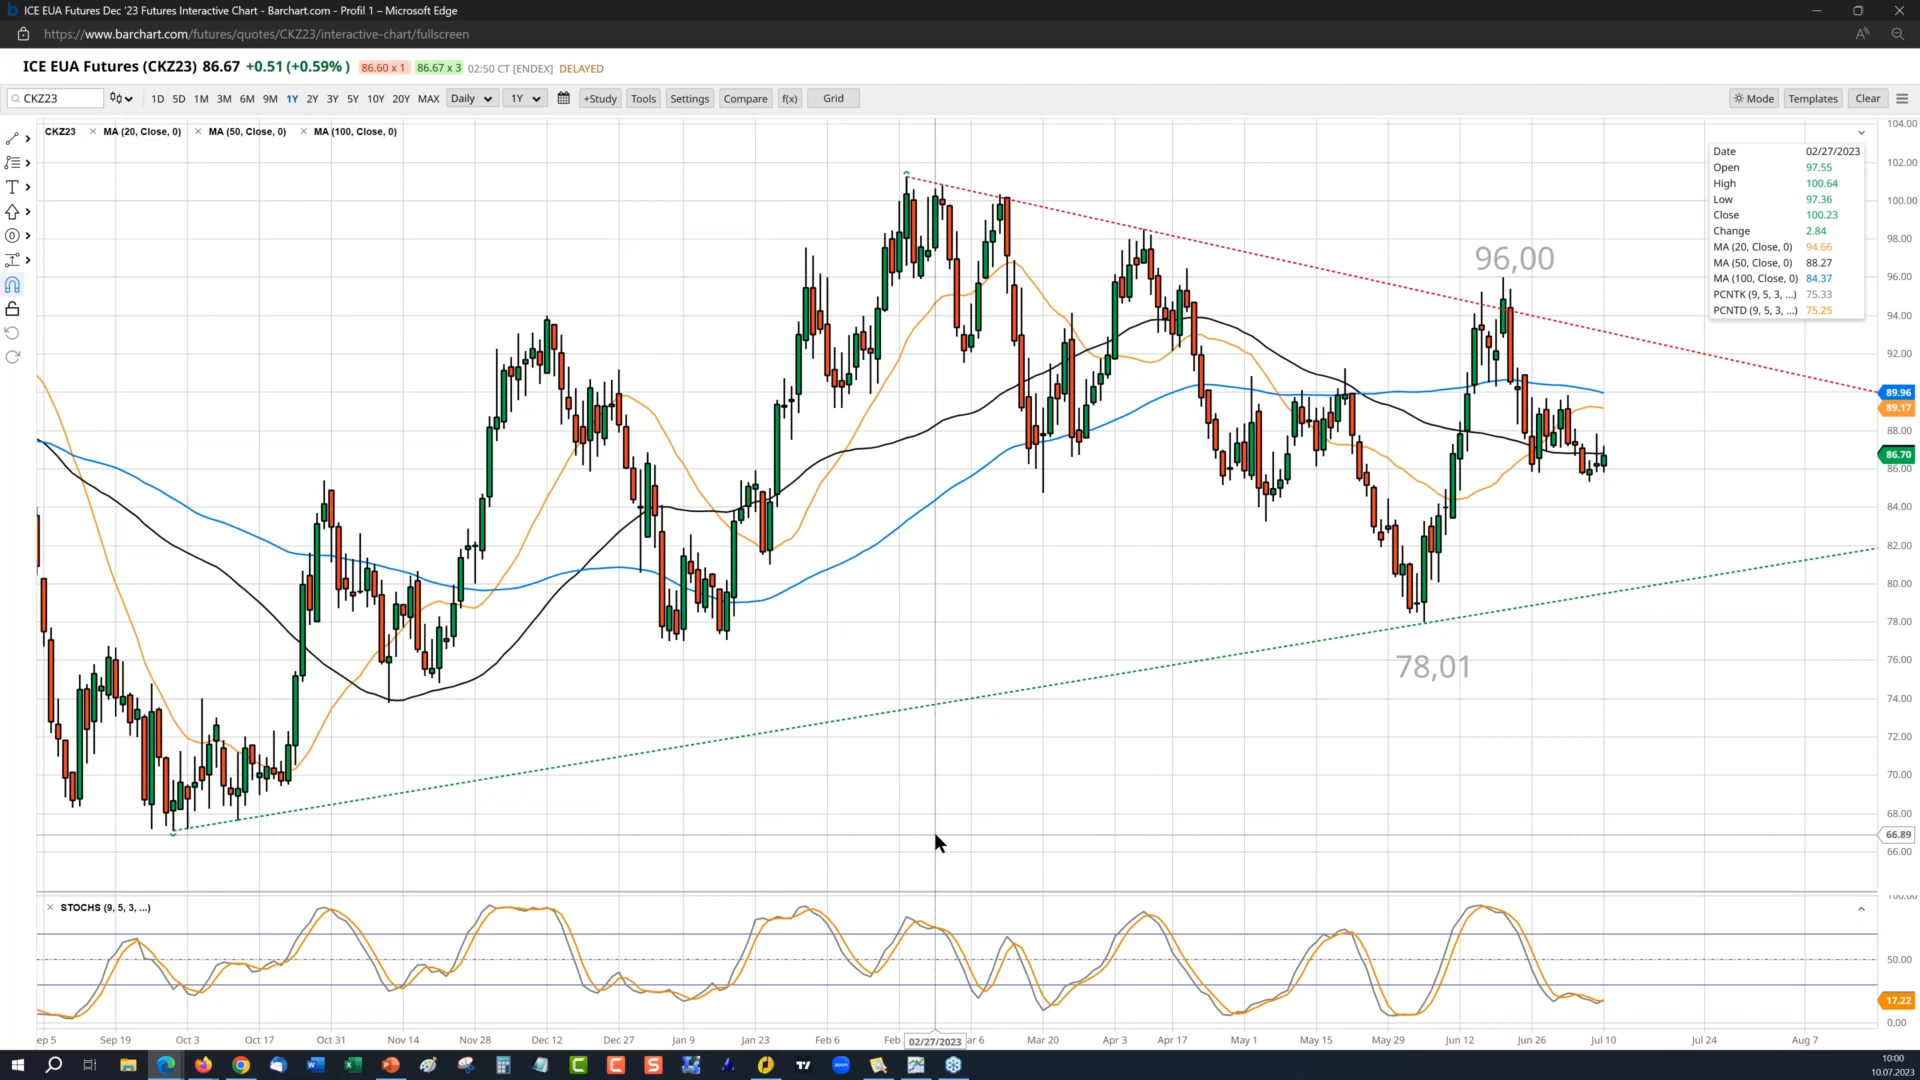 ICE EUA Futures Dec '23 Futures Interactive Chart - Barchart.com - Profil 1 – Microsoft Edge
https://www.barchart.com/futures/quotes/CKZ23/interactive-chart/fullscreen
ICE EUA Futures (CKZ23) 86.67 +0.51 (+0.59%) 86.60 x 1 86.67 x 3 02:50 CT [ENDEX] DELAYED
CKZ23 1D 5D 1M 3M 6M 9M 1Y 2Y 3Y 5Y 10Y 20Y MAX Daily 1Y +Study Tools Settings Compare f(x) Grid Mode Templates Clear
CKZ23 MA (20, Close, 0) MA (50, Close, 0) MA (100, Close, 0)
Date 02/27/2023
Open 97.55
High 100.64
Low 97.36
Close 100.23
Change 2.84
MA (20, Close, 0) 94.66
MA (50, Close, 0) 88.27
MA (100, Close, 0) 84.37
PCNTK (9, 5, 3, ...) 75.33
PCNTD (9, 5, 3, ...) 75.25
96,00
78,01
104.00
102.00
100.00
98.00
96.00
94.00
92.00
89.96
89.17
88.00
86.70
86.00
84.00
82.00
80.00
78.00
76.00
74.00
72.00
70.00
68.00
66.89
66.00
STOCHS (9, 5, 3, ...)
100.00
50.00
17.22
0.00
ep 5 Sep 19 Oct 3 Oct 17 Oct 31 Nov 14 Nov 28 Dec 12 Dec 27 Jan 9 Jan 23 Feb 6 Feb 02/27/2023 ar 6 Mar 20 Apr 3 Apr 17 May 1 May 15 May 29 Jun 12 Jun 26 Jul 10 Jul 24 Aug 7
10:00
10.07.2023